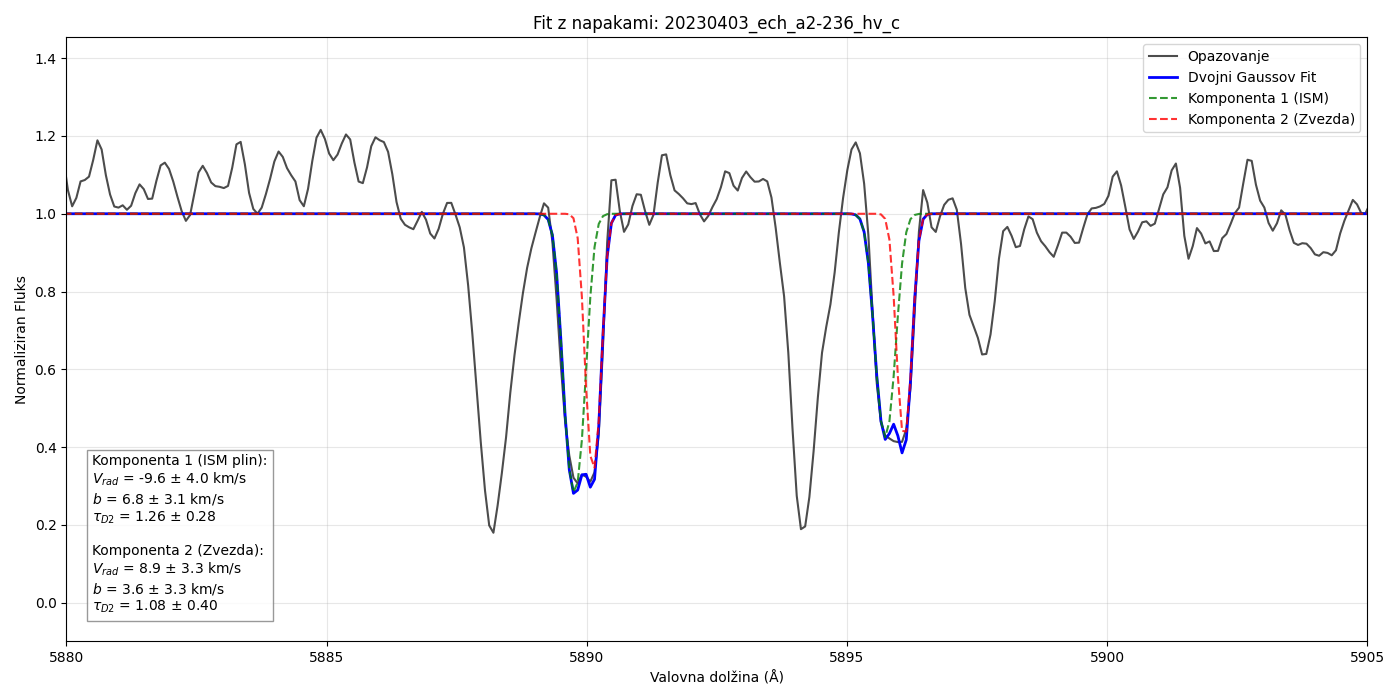 Fit z napakami: 20230403_ech_a2-236_hv_c
Normaliziran Fluks
1.4
1.2
1.0
0.8
0.6
0.4
0.2
0.0
Opazovanje
Dvojni Gaussov Fit
Komponenta 1 (ISM)
Komponenta 2 (Zvezda)
Komponenta 1 (ISM plin):
V_rad = -9.6 ± 4.0 km/s
b = 6.8 ± 3.1 km/s
τ_D2 = 1.26 ± 0.28
Komponenta 2 (Zvezda):
V_rad = 8.9 ± 3.3 km/s
b = 3.6 ± 3.3 km/s
τ_D2 = 1.08 ± 0.40
5880 5885 5890 5895 5900 5905
Valovna dolžina (Å)